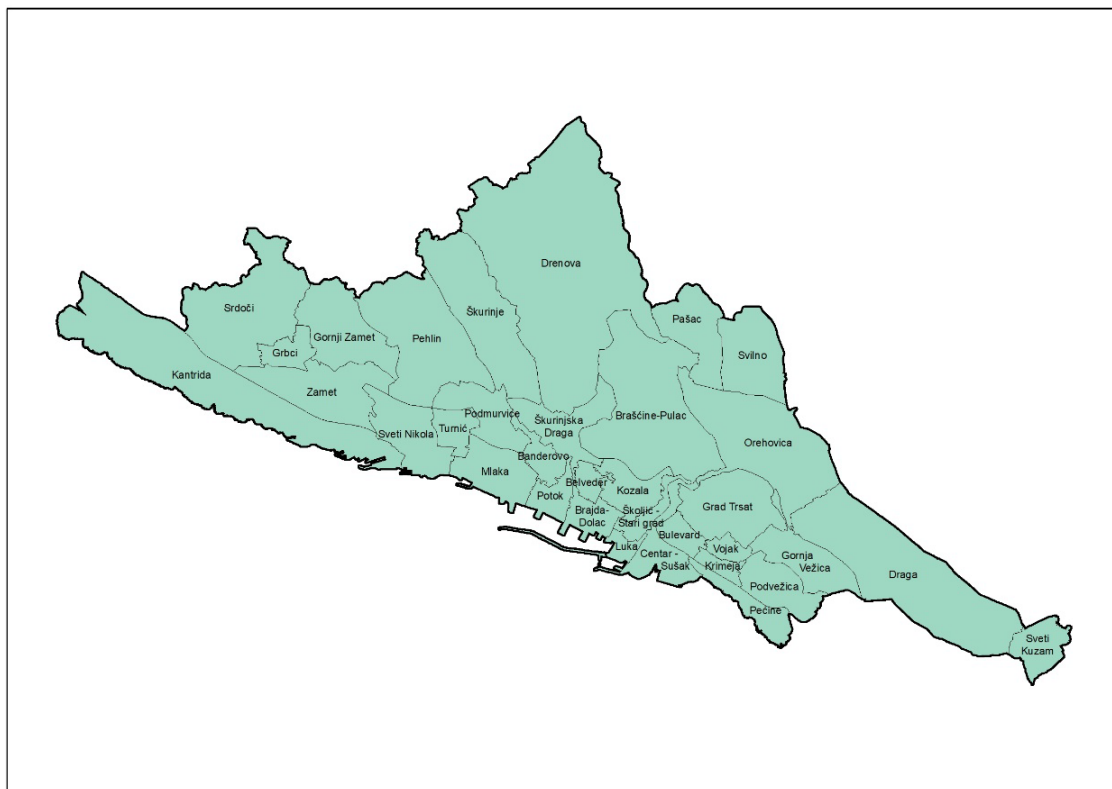 Drenova
Srdoči
Škurinje
Pašac
Gornji Zamet
Pehlin
Grbci
Svilno
Kantrida
Zamet
Podmurvice
Škurinjska
Draga
Brašćine-Pulac
Sveti Nikola
Turnić
Orehovica
Banderovo
Mlaka
Belveder
Kozala
Potok
Brajda-
Dolac
Školjić -
Stari grad
Grad Trsat
Luka
Bulevard
Centar -
Sušak
Vojak
Krimeja
Gornja
Vežica
Draga
Podvežica
Pećine
Sveti
Kuzam